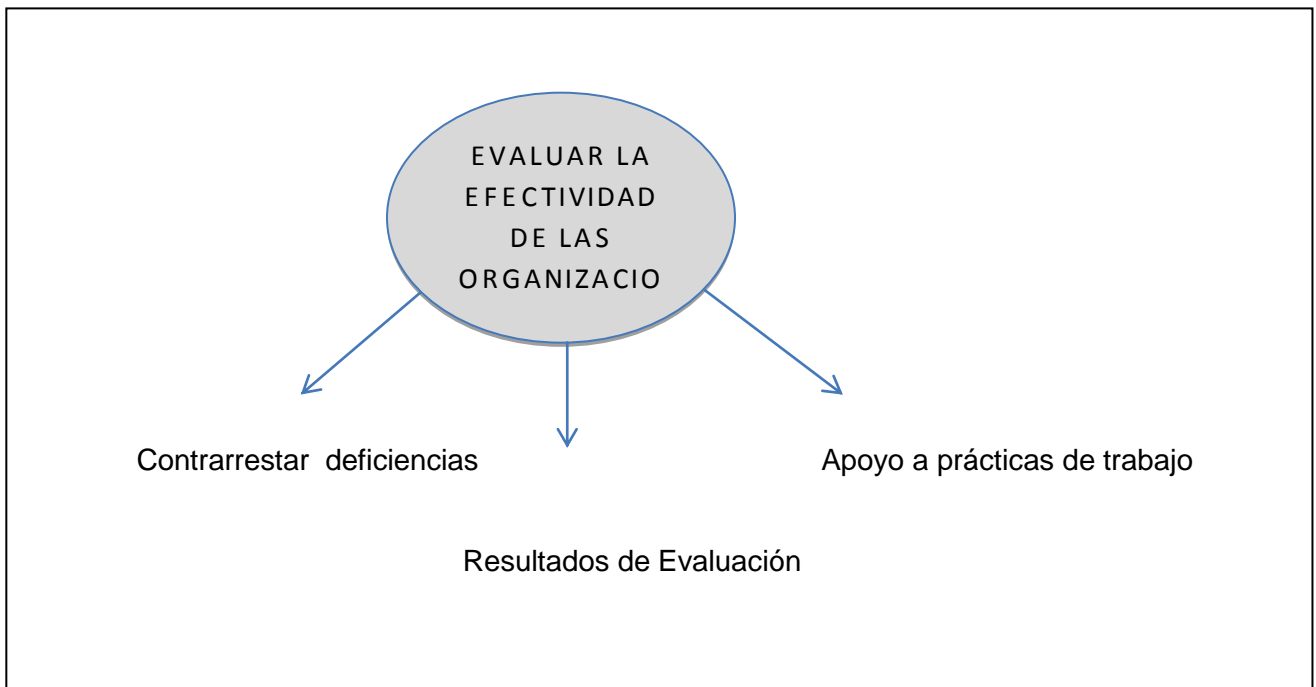 EVALUAR LA
EFECTIVIDAD
DE LAS
ORGANIZACIO
Contrarrestar deficiencias
Apoyo a prácticas de trabajo
Resultados de Evaluación